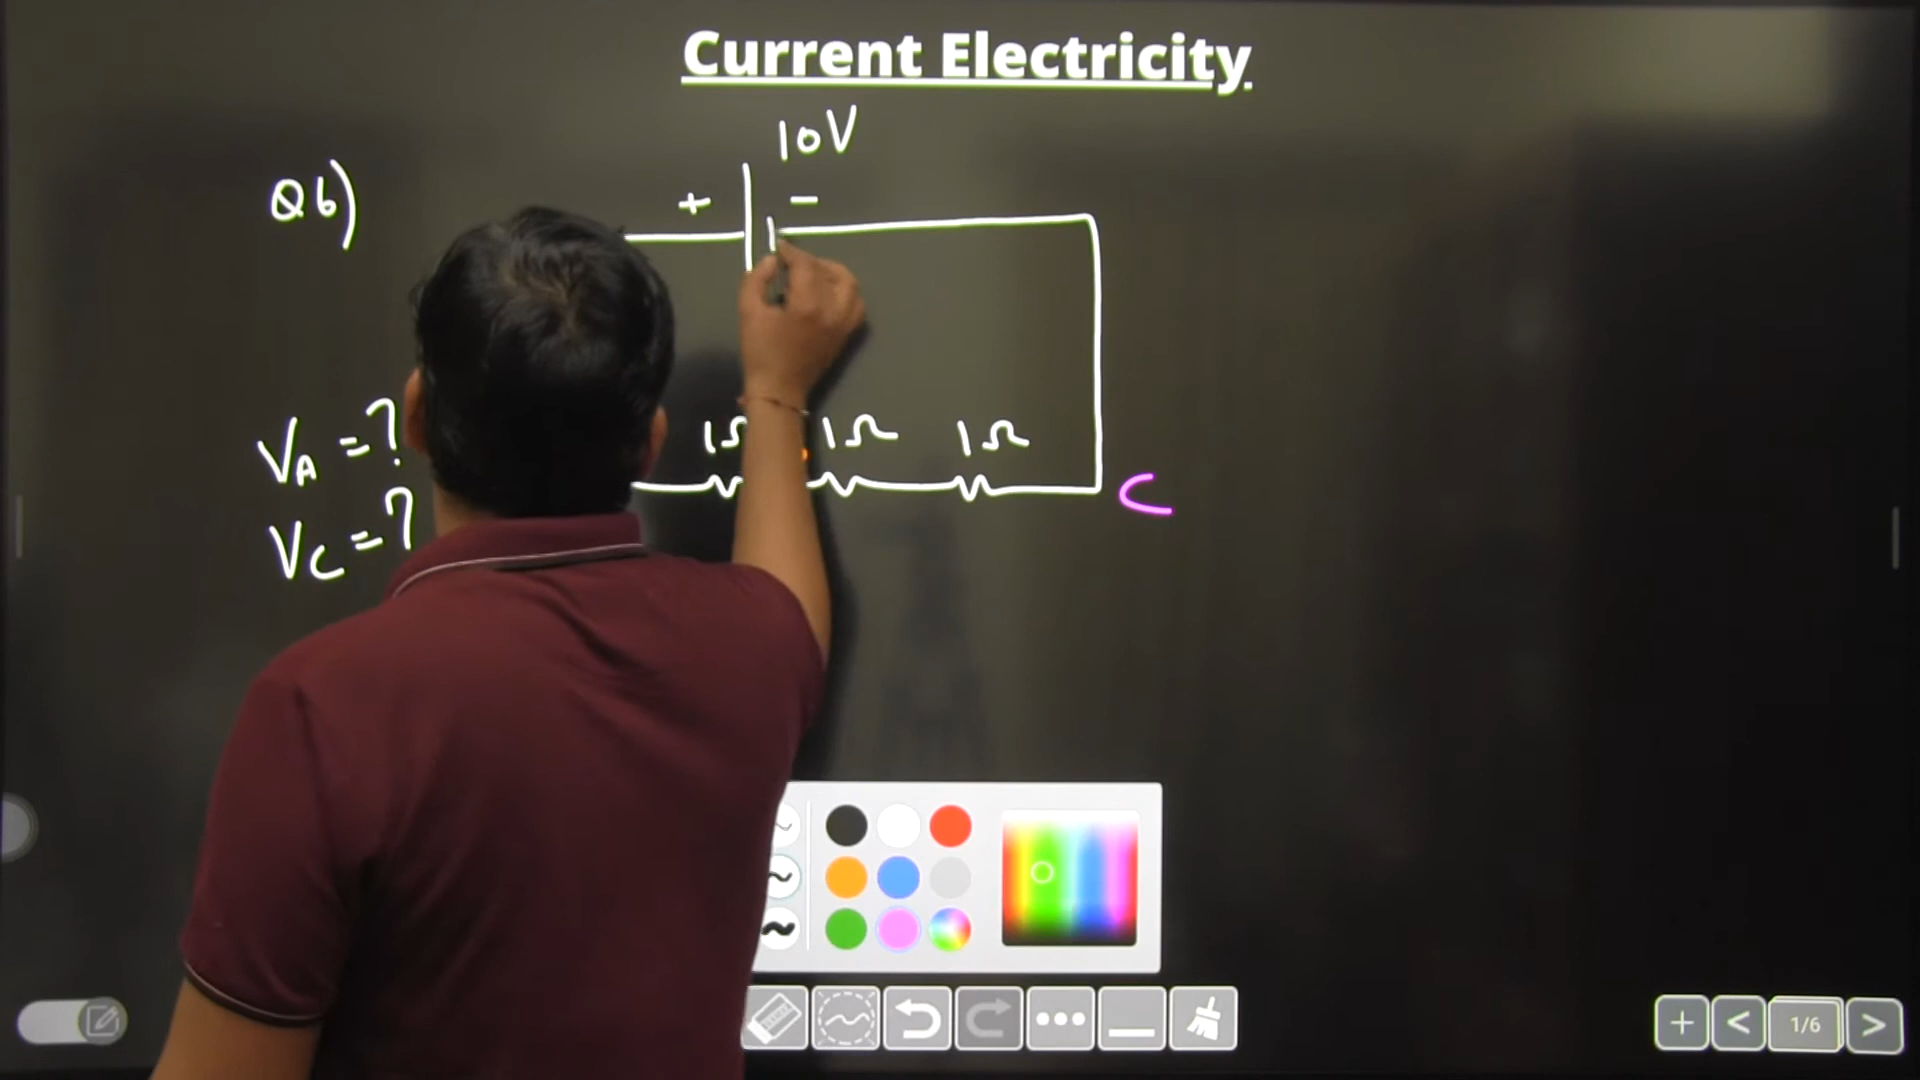 Current Electricity
10V
Q6)
+ −
VA = ?
1Ω 1Ω 1Ω
C
VC = ?
1/6